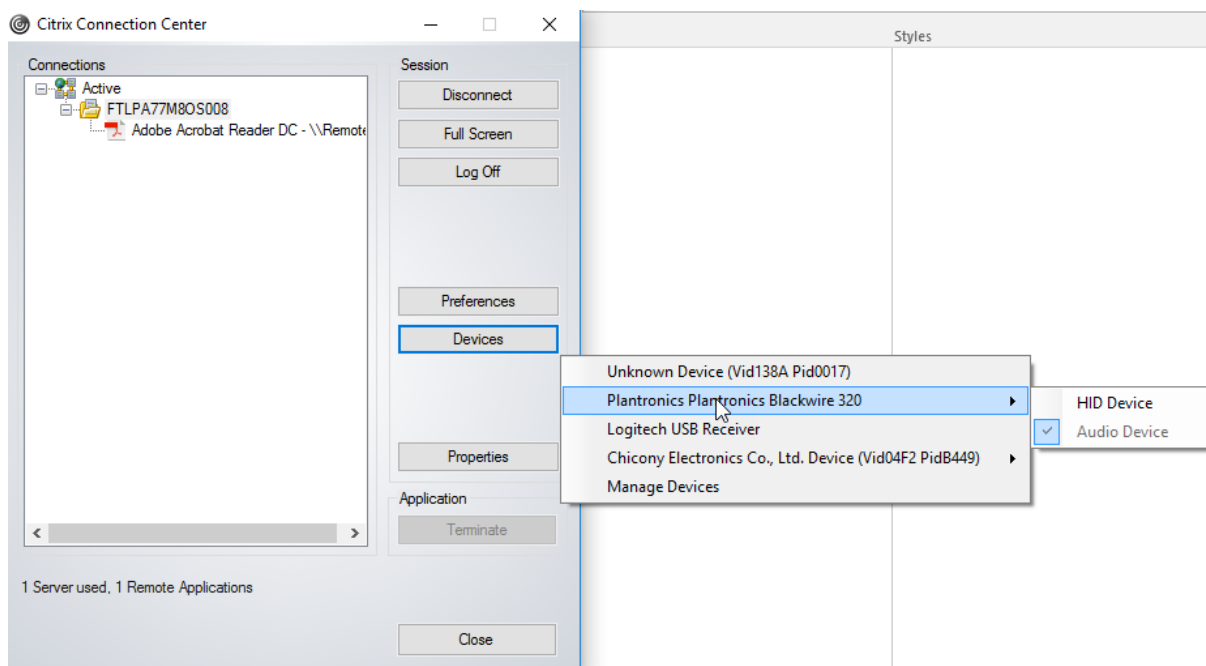 Citrix Connection Center
Styles
Connections
Active
FTLPA77M8OS008
Adobe Acrobat Reader DC - \\Remote
Session
Disconnect
Full Screen
Log Off
Preferences
Devices
Unknown Device (Vid138A Pid0017)
Plantronics Plantronics Blackwire 320
Logitech USB Receiver
Chicony Electronics Co., Ltd. Device (Vid04F2 PidB449)
Manage Devices
HID Device
Audio Device
Properties
Application
Terminate
1 Server used, 1 Remote Applications
Close